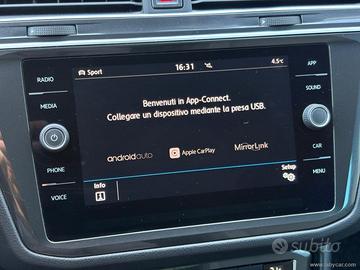 RADIO
MEDIA
PHONE
VOICE
Sport
16:31
4.5°C
Benvenuti in App-Connect.
Collegare un dispositivo mediante la presa USB.
androidauto
Apple CarPlay
MirrorLink
Info
Setup
APP
SOUND
CAR
MENU
subito